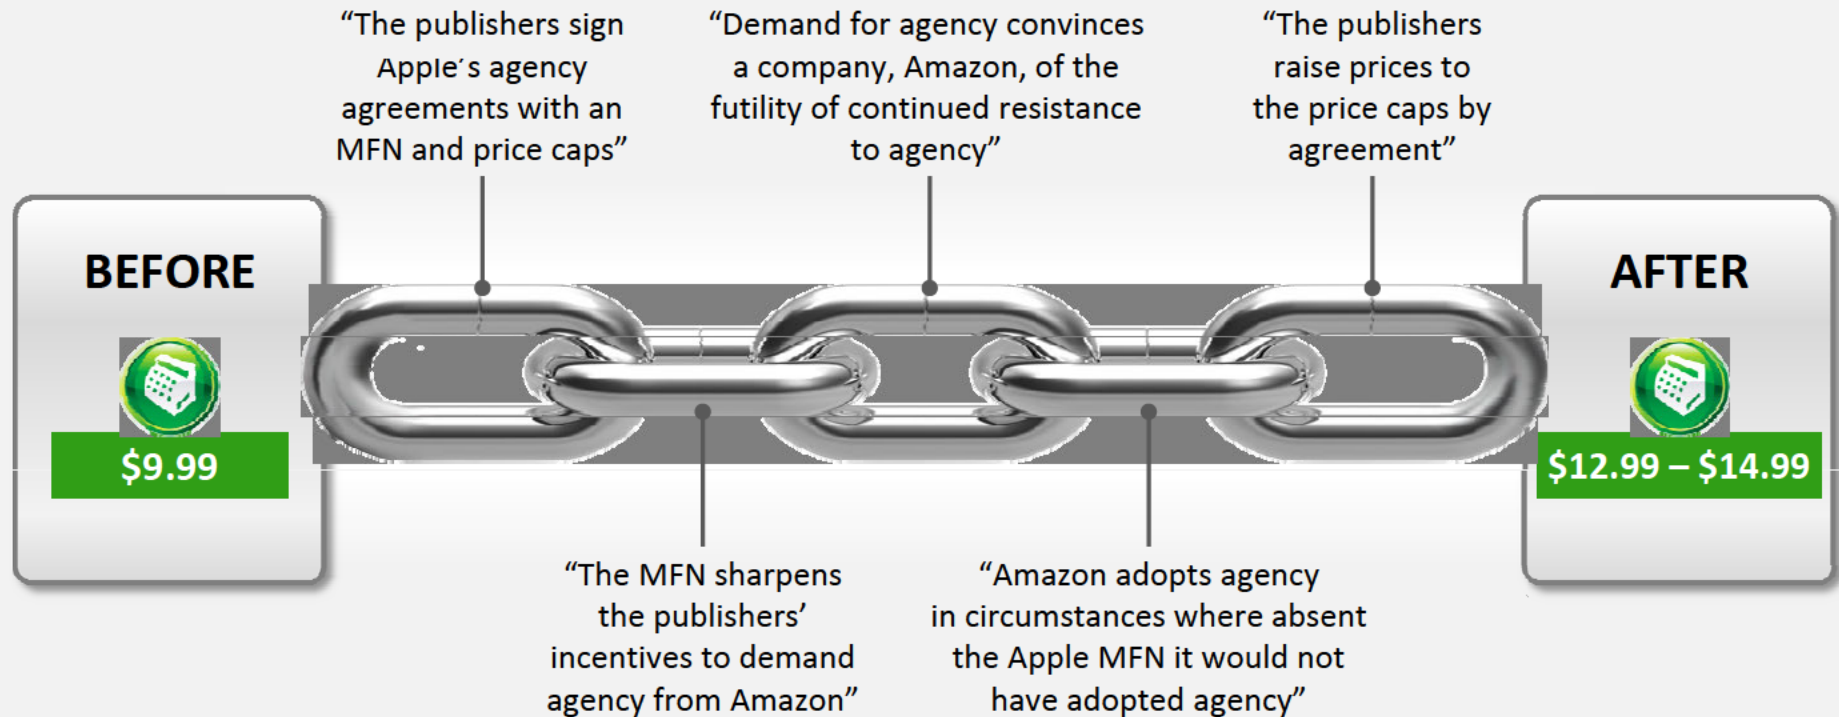 “The publishers sign
Apple’s agency
agreements with an
MFN and price caps”
“Demand for agency convinces
a company, Amazon, of the
futility of continued resistance
to agency”
“The publishers
raise prices to
the price caps by
agreement”
BEFORE
$9.99
AFTER
$12.99 – $14.99
“The MFN sharpens
the publishers’
incentives to demand
agency from Amazon”
“Amazon adopts agency
in circumstances where absent
the Apple MFN it would not
have adopted agency”